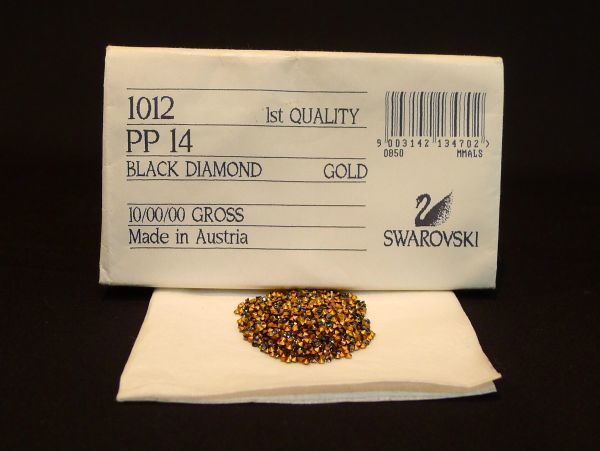 1012 1st QUALITY
PP 14
BLACK DIAMOND GOLD
10/00/00 GROSS
Made in Austria
9 003142 134702 >
0850 MMALS
SWAROVSKI